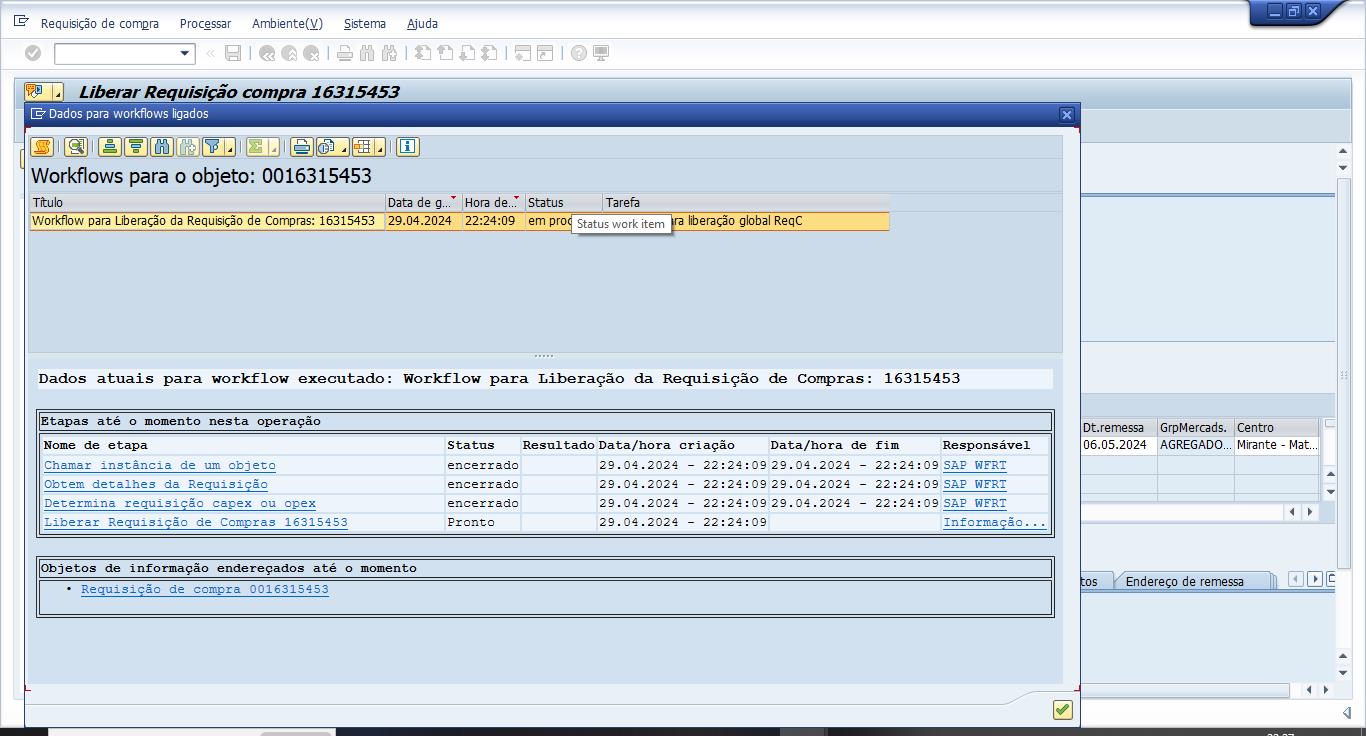 Requisição de compra Processar Ambiente(V) Sistema Ajuda
Liberar Requisição compra 16315453
Dados para workflows ligados
Workflows para o objeto: 0016315453
Título Data de g... Hora de... Status Tarefa
Workflow para Liberação da Requisição de Compras: 16315453 29.04.2024 22:24:09 em proc ra liberação global ReqC
Status work item
Dados atuais para workflow executado: Workflow para Liberação da Requisição de Compras: 16315453
Etapas até o momento nesta operação
Nome de etapa Status Resultado Data/hora criação Data/hora de fim Responsável
Chamar instância de um objeto encerrado 29.04.2024 - 22:24:09 29.04.2024 - 22:24:09 SAP WFRT
Obtem detalhes da Requisição encerrado 29.04.2024 - 22:24:09 29.04.2024 - 22:24:09 SAP WFRT
Determina requisição capex ou opex encerrado 29.04.2024 - 22:24:09 29.04.2024 - 22:24:09 SAP WFRT
Liberar Requisição de Compras 16315453 Pronto 29.04.2024 - 22:24:09 Informação...
Objetos de informação endereçados até o momento
• Requisição de compra 0016315453
Dt.remessa GrpMercads. Centro
06.05.2024 AGREGADO... Mirante - Mat...
tos Endereço de remessa